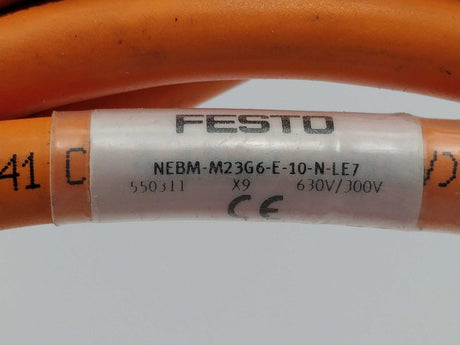 FESTO
NEBM-M23G6-E-10-N-LE7
550311 X9 630V/300V
CE
41 C